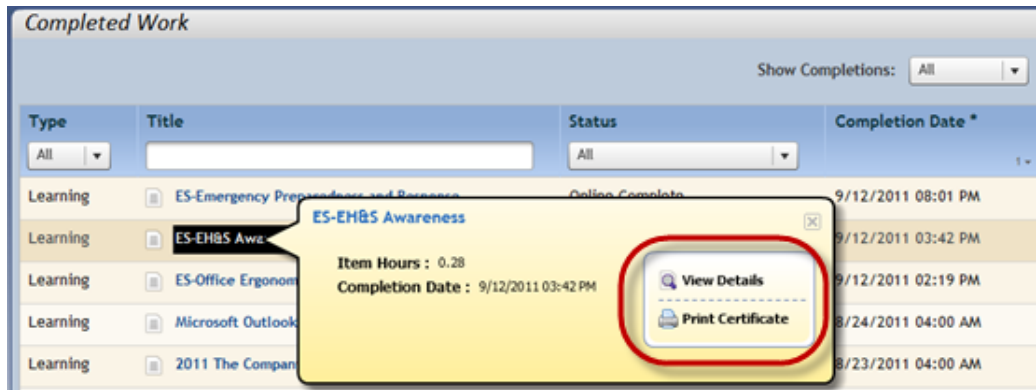 Completed Work
Show Completions: All
Type Title Status Completion Date *
All All 1
Learning ES-Emergency Preparedness and Response Online Complete 9/12/2011 08:01 PM
Learning ES-EH&S Awa 9/12/2011 03:42 PM
ES-EH&S Awareness
Item Hours : 0.28
Completion Date : 9/12/2011 03:42 PM
View Details
Print Certificate
Learning ES-Office Ergonom 9/12/2011 02:19 PM
Learning Microsoft Outlook 8/24/2011 04:00 AM
Learning 2011 The Compan 8/23/2011 04:00 AM